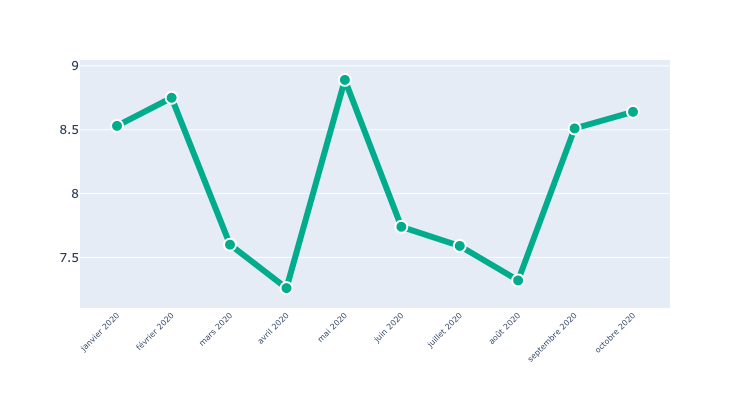 9
8.5
8
7.5
janvier 2020
février 2020
mars 2020
avril 2020
mai 2020
juin 2020
juillet 2020
août 2020
septembre 2020
octobre 2020